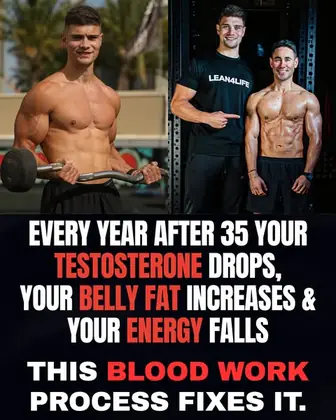 LEAN4LIFE
EVERY YEAR AFTER 35 YOUR
TESTOSTERONE DROPS,
YOUR BELLY FAT INCREASES &
YOUR ENERGY FALLS
THIS BLOOD WORK
PROCESS FIXES IT.